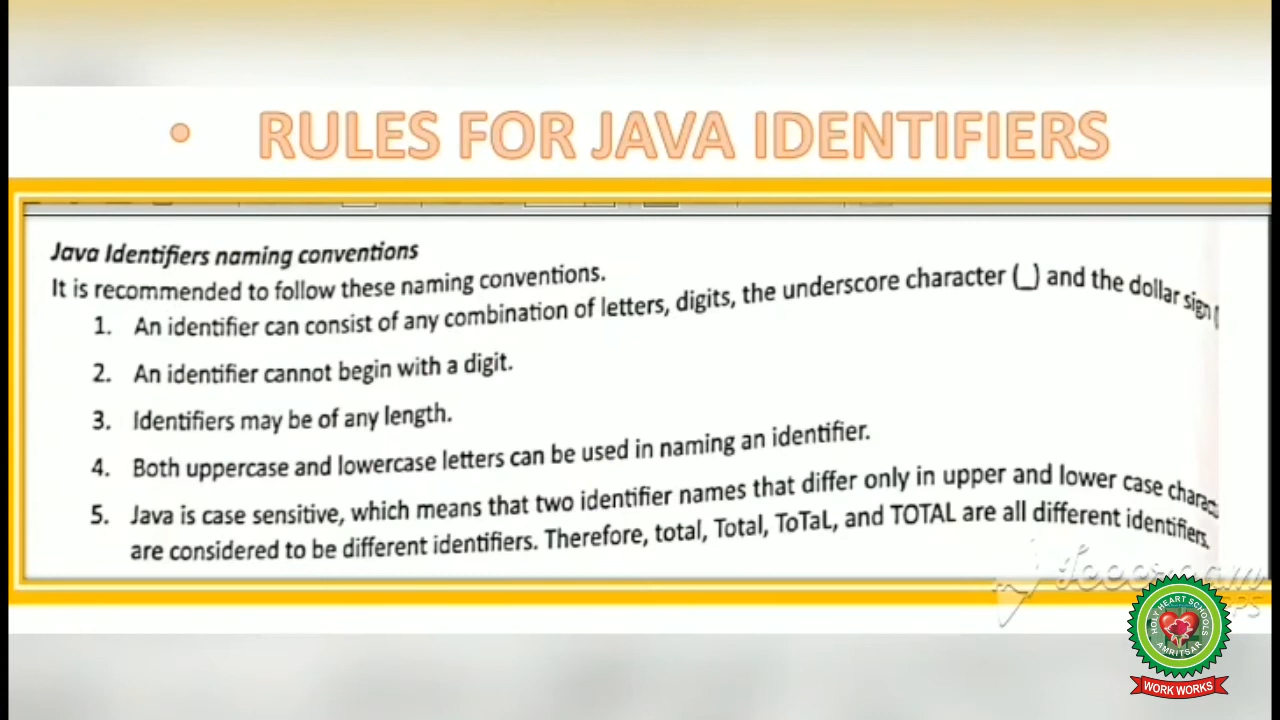 • RULES FOR JAVA IDENTIFIERS
Java Identifiers naming conventions
It is recommended to follow these naming conventions.
1. An identifier can consist of any combination of letters, digits, the underscore character (_) and the dollar sign (
2. An identifier cannot begin with a digit.
3. Identifiers may be of any length.
4. Both uppercase and lowercase letters can be used in naming an identifier.
5. Java is case sensitive, which means that two identifier names that differ only in upper and lower case charac
are considered to be different identifiers. Therefore, total, Total, ToTaL, and TOTAL are all different identifiers.
HOLY HEART SCHOOLS
AMRITSAR
WORK WORKS